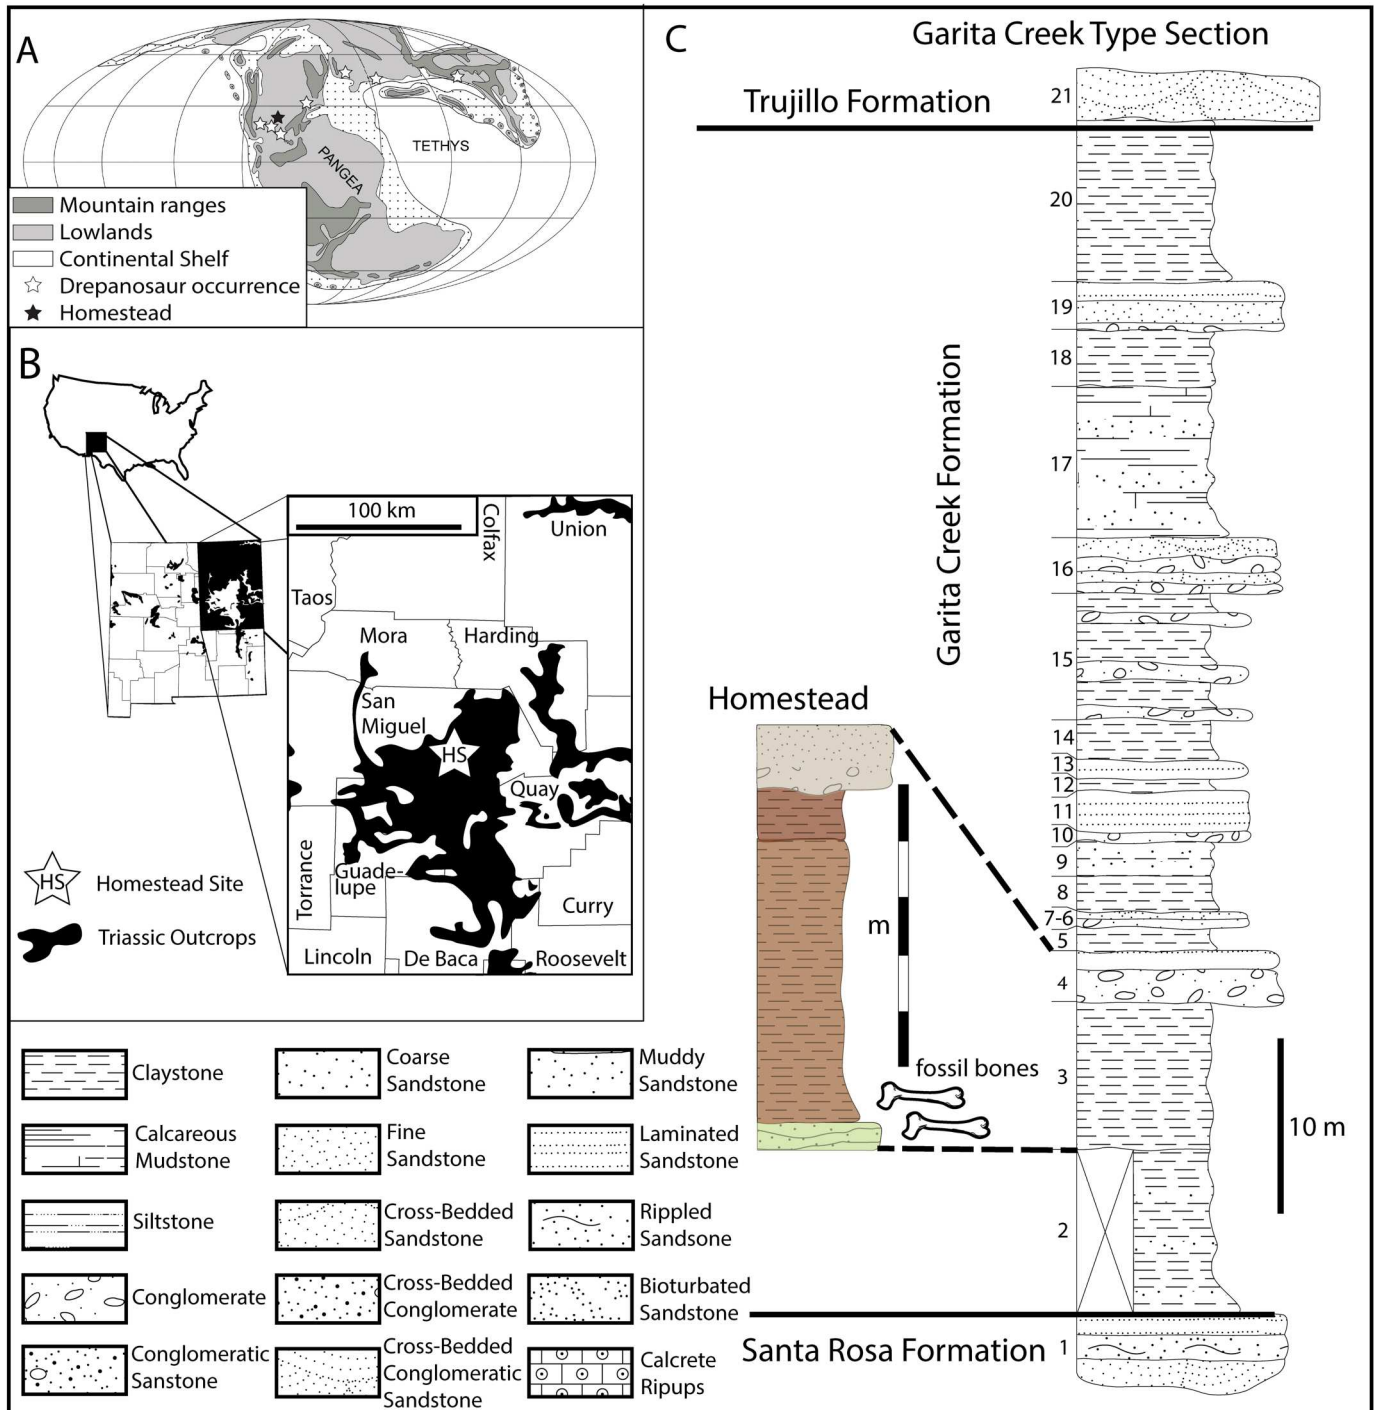 A
TETHYS
PANGEA
Mountain ranges
Lowlands
Continental Shelf
Drepanosaur occurrence
Homestead
B
100 km
Colfax
Union
Taos
Mora
Harding
San
Miguel
HS
Quay
Torrance
Guade-
lupe
Curry
Lincoln
De Baca
Roosevelt
HS
Homestead Site
Triassic Outcrops
Claystone
Calcareous
Mudstone
Siltstone
Conglomerate
Conglomeratic
Sanstone
Coarse
Sandstone
Fine
Sandstone
Cross-Bedded
Sandstone
Cross-Bedded
Conglomerate
Cross-Bedded
Conglomeratic
Sandstone
Muddy
Sandstone
Laminated
Sandstone
Rippled
Sandsone
Bioturbated
Sandstone
Calcrete
Ripups
C
Garita Creek Type Section
Trujillo Formation
21
20
19
18
17
16
15
14
13
12
11
10
9
8
7-6
5
4
3
2
1
Garita Creek Formation
Homestead
m
fossil bones
10 m
Santa Rosa Formation